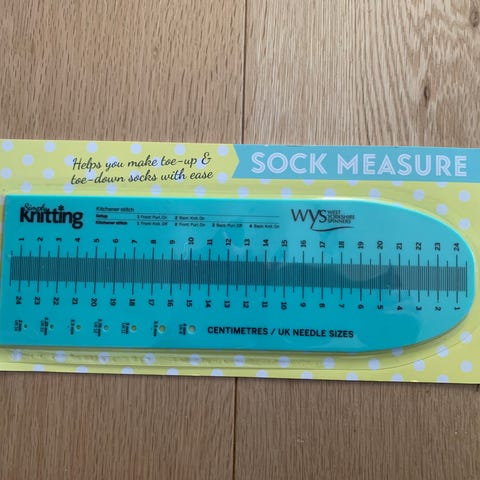 Helps you make toe-up &
toe-down socks with ease
SOCK MEASURE
Simply
Knitting
Kitchener stitch
Setup 1 Front Purl, On 2 Back Knit, On
Kitchener stitch 1 Front Knit, Off 2 Front Purl, On 3 Back Purl, Off 4 Back Knit, On
WYS WEST
YORKSHIRE
SPINNERS
1 2 3 4 5 6 7 8 9 10 11 12 13 14 15 16 17 18 19 20 21 22 23 24
24 23 22 21 20 19 18 17 16 15 14 13 12 11 10 9 8 7 6 5 4 3 2 1
CENTIMETRES / UK NEEDLE SIZES